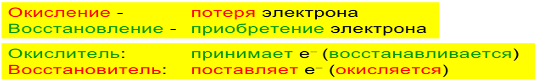 Окисление - потеря электрона
Восстановление - приобретение электрона
Окислитель: принимает e⁻ (восстанавливается)
Восстановитель: поставляет e⁻ (окисляется)